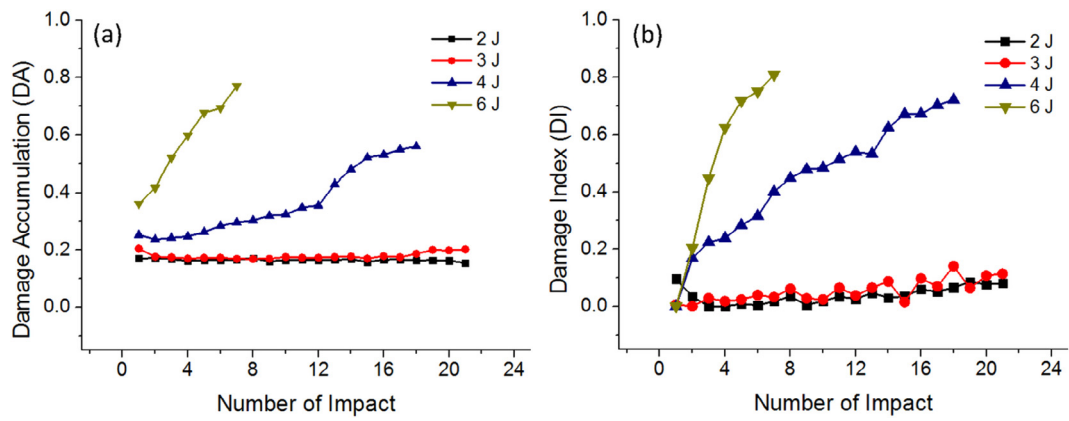 (a)
2 J
3 J
4 J
6 J
Damage Accumulation (DA)
1.0
0.8
0.6
0.4
0.2
0.0
0 4 8 12 16 20 24
Number of Impact
(b)
2 J
3 J
4 J
6 J
Damage Index (DI)
1.0
0.8
0.6
0.4
0.2
0.0
0 4 8 12 16 20 24
Number of Impact